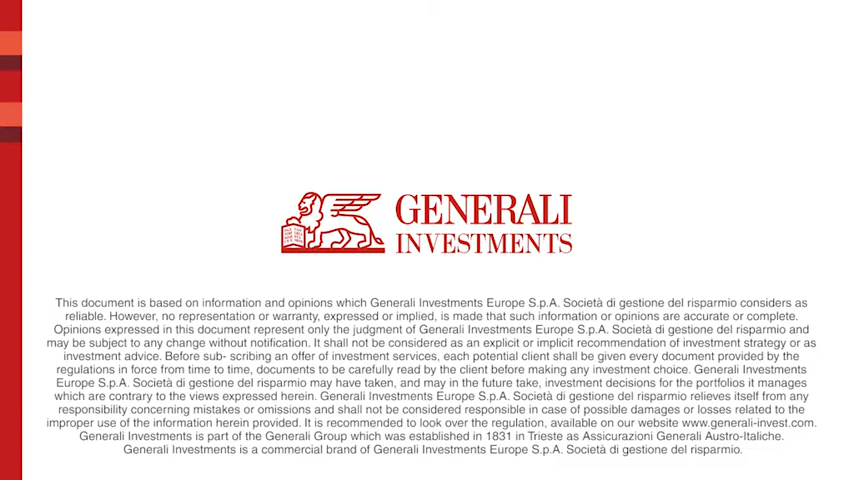 GENERALI
INVESTMENTS
This document is based on information and opinions which Generali Investments Europe S.p.A. Società di gestione del risparmio considers as
reliable. However, no representation or warranty, expressed or implied, is made that such information or opinions are accurate or complete.
Opinions expressed in this document represent only the judgment of Generali Investments Europe S.p.A. Società di gestione del risparmio and
may be subject to any change without notification. It shall not be considered as an explicit or implicit recommendation of investment strategy or as
investment advice. Before sub- scribing an offer of investment services, each potential client shall be given every document provided by the
regulations in force from time to time, documents to be carefully read by the client before making any investment choice. Generali Investments
Europe S.p.A. Società di gestione del risparmio may have taken, and may in the future take, investment decisions for the portfolios it manages
which are contrary to the views expressed herein. Generali Investments Europe S.p.A. Società di gestione del risparmio relieves itself from any
responsibility concerning mistakes or omissions and shall not be considered responsible in case of possible damages or losses related to the
improper use of the information herein provided. It is recommended to look over the regulation, available on our website www.generali-invest.com.
Generali Investments is part of the Generali Group which was established in 1831 in Trieste as Assicurazioni Generali Austro-Italiche.
Generali Investments is a commercial brand of Generali Investments Europe S.p.A. Società di gestione del risparmio.